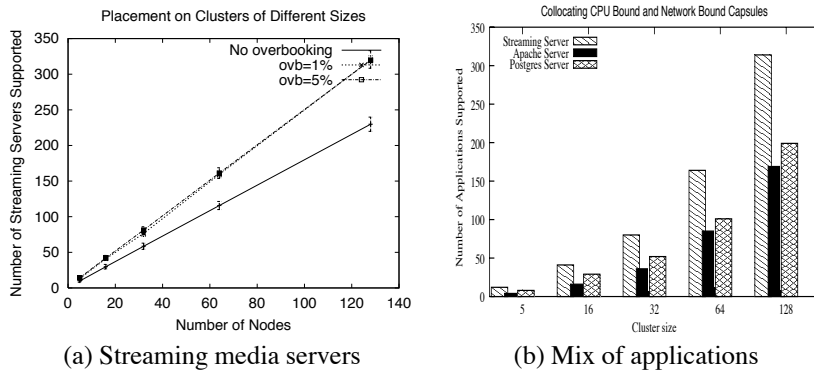 Placement on Clusters of Different Sizes
Number of Streaming Servers Supported
350
300
250
200
150
100
50
0
No overbooking
ovb=1%
ovb=5%
0 20 40 60 80 100 120 140
Number of Nodes
(a) Streaming media servers
Collocating CPU Bound and Network Bound Capsules
Number of Applications Supported
350
300
250
200
150
100
50
0
Streaming Server
Apache Server
Postgres Server
5 16 32 64 128
Cluster size
(b) Mix of applications